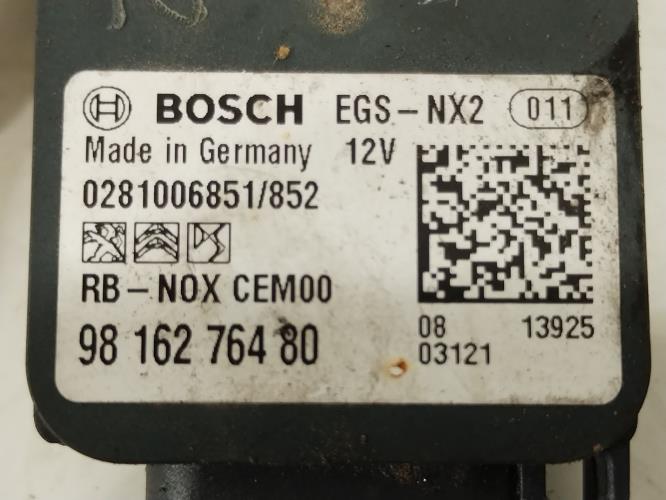 BOSCH EGS-NX2 011
Made in Germany 12V
0281006851/852
RB-NOX CEM00
98 162 764 80
08 13925
03121